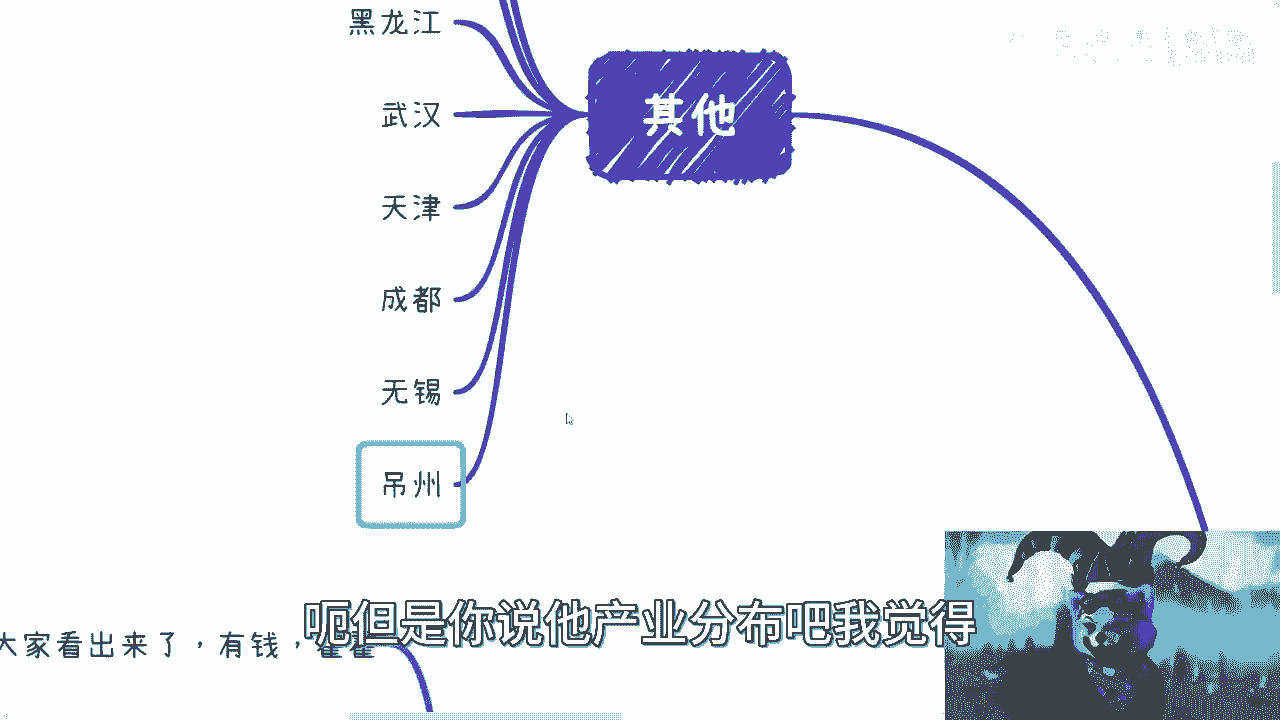 黑龙江
武汉
其他
天津
成都
无锡
吊州
大家看出来了，有钱，
呃但是你说他产业分布吧我觉得